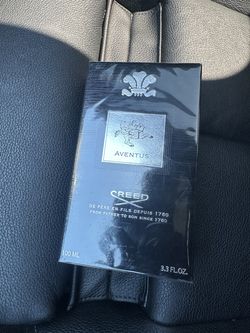 AVENTUS
CREED
DE PÈRE EN FILS DEPUIS 1760
FROM FATHER TO SON SINCE 1760
100 ML
3.3 FL.OZ.